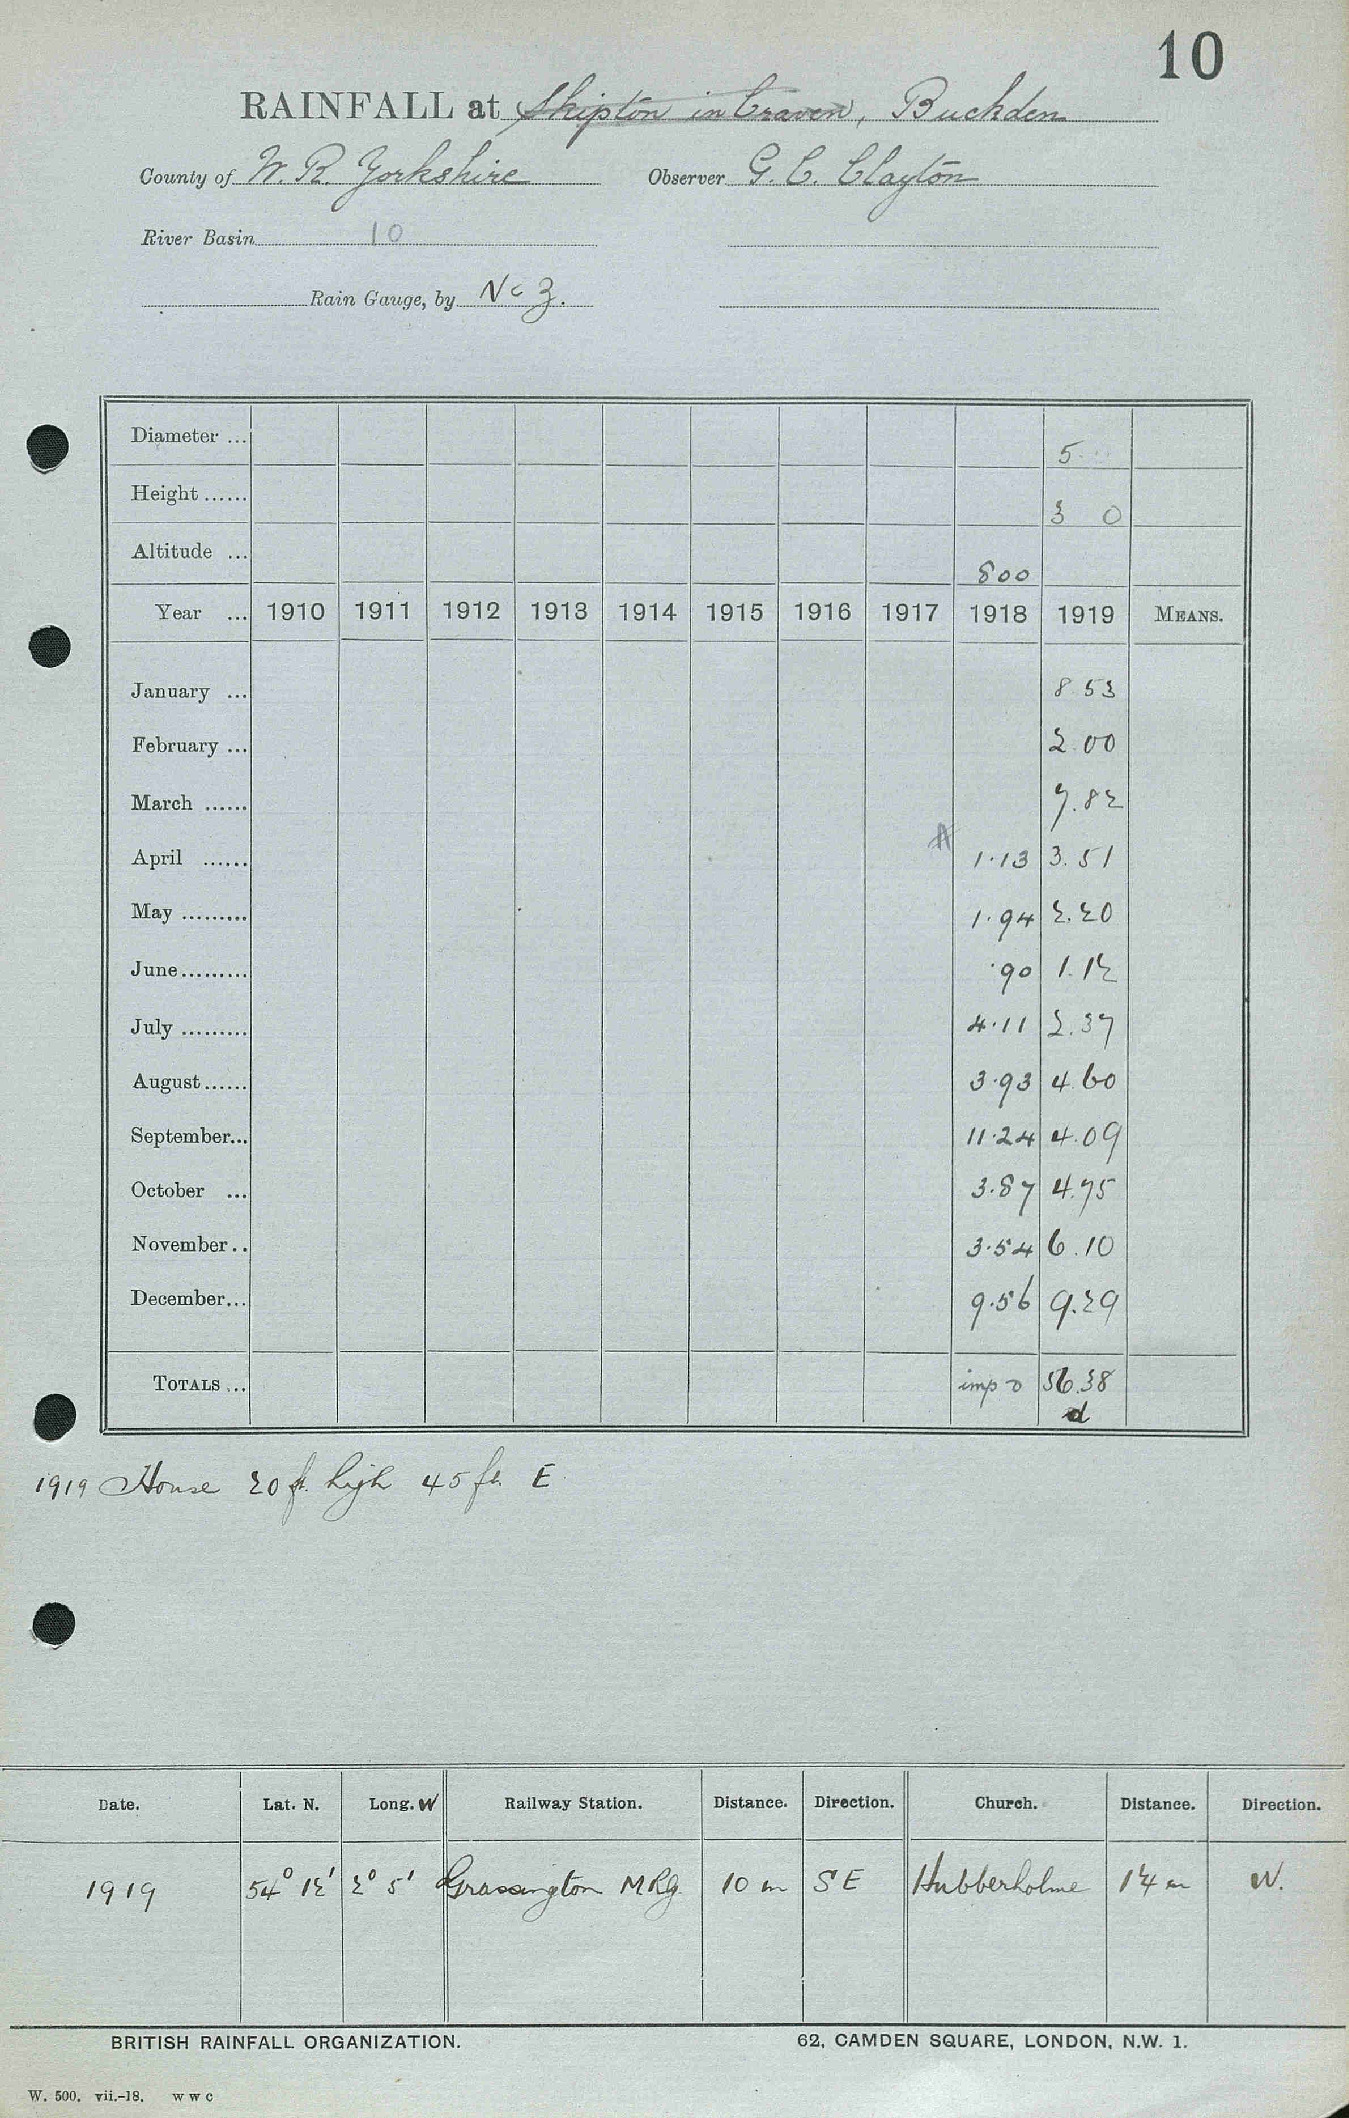 10
RAINFALL at Skipton in Craven, Buckden
County of W. R. Yorkshire Observer G. C. Clayton
River Basin 10
Rain Gauge, by N c Z.
Diameter ... 5
Height ...... 3 0
Altitude ... 800
Year ... 1910 1911 1912 1913 1914 1915 1916 1917 1918 1919 MEANS.
January ... 8 53
February ... 2.00
March ...... 7.82
April ...... 1.13 3.51
May ......... 1.94 2.20
June......... .90 1.12
July ......... 4.11 2.37
August...... 3.93 4.60
September... 11.24 4.09
October ... 3.87 4.75
November.. 3.54 6.10
December... 9.56 9.29
TOTALS ... imp 56.38
d
1919 House 20 ft. high 45 ft. E
Date. Lat. N. Long. W Railway Station. Distance. Direction. Church. Distance. Direction.
1919 54° 12' 2° 5' Grassington MRy. 10 m SE Hubberholme 1¼ m W.
BRITISH RAINFALL ORGANIZATION. 62, CAMDEN SQUARE, LONDON, N.W. 1.
W. 500. vii.-18. w w c